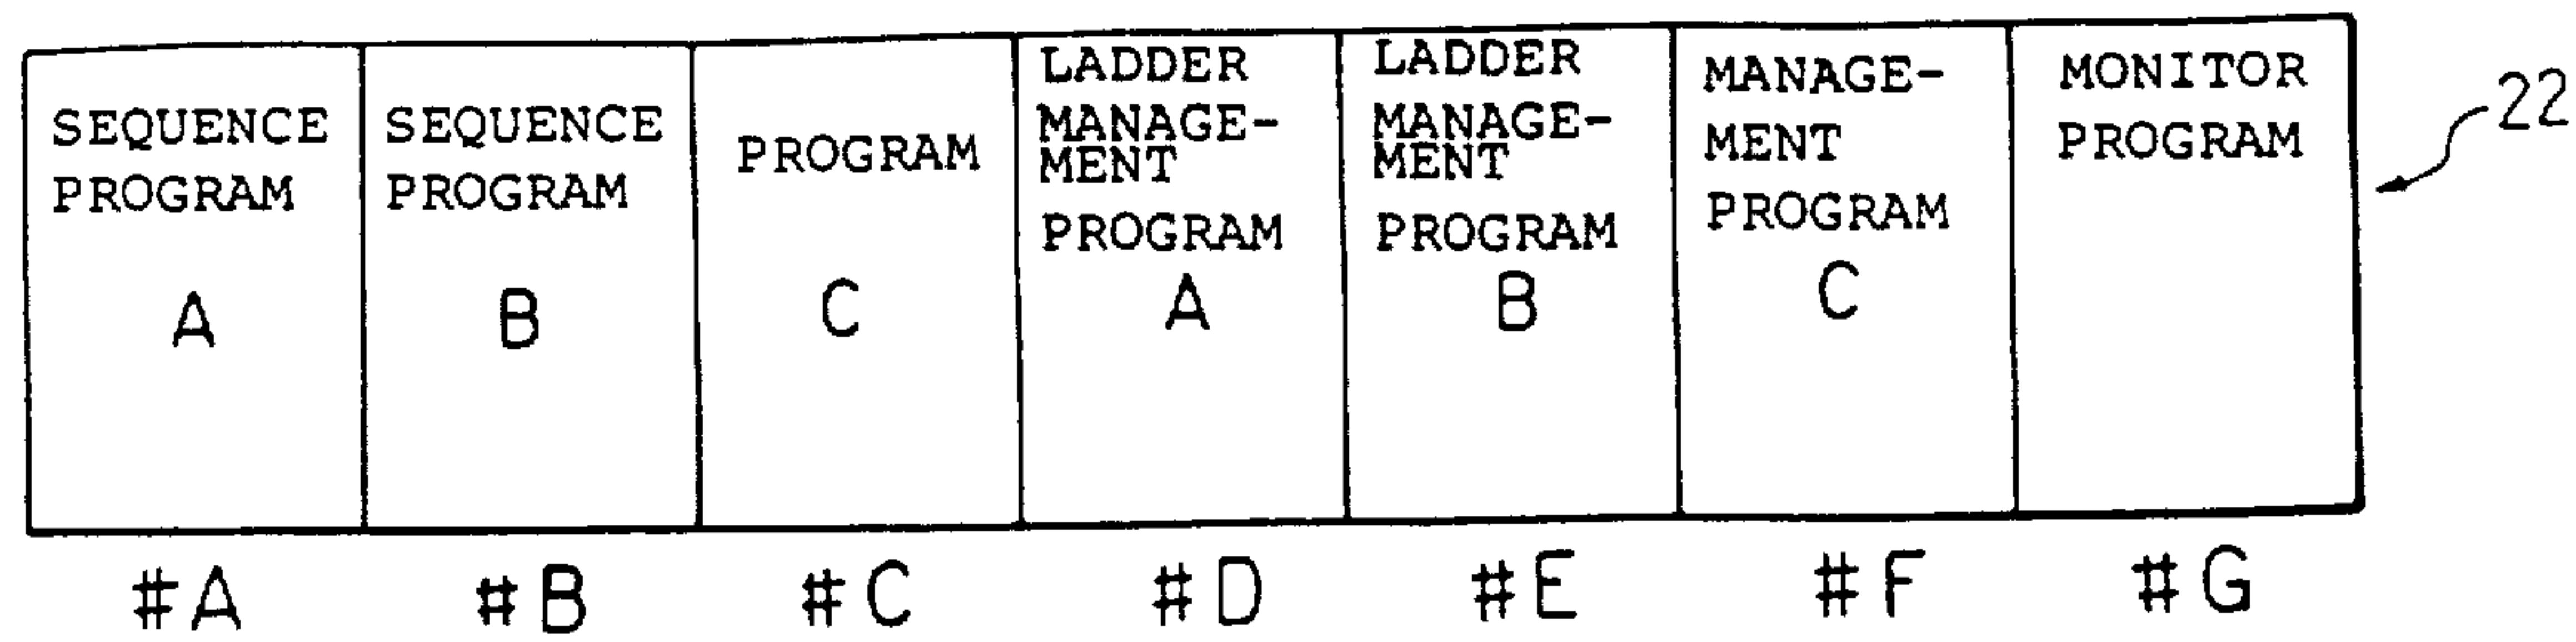 SEQUENCE
PROGRAM
A
SEQUENCE
PROGRAM
B
PROGRAM
C
LADDER
MANAGE-
MENT
PROGRAM
A
LADDER
MANAGE-
MENT
PROGRAM
B
MANAGE-
MENT
PROGRAM
C
MONITOR
PROGRAM
22
#A #B #C #D #E #F #G